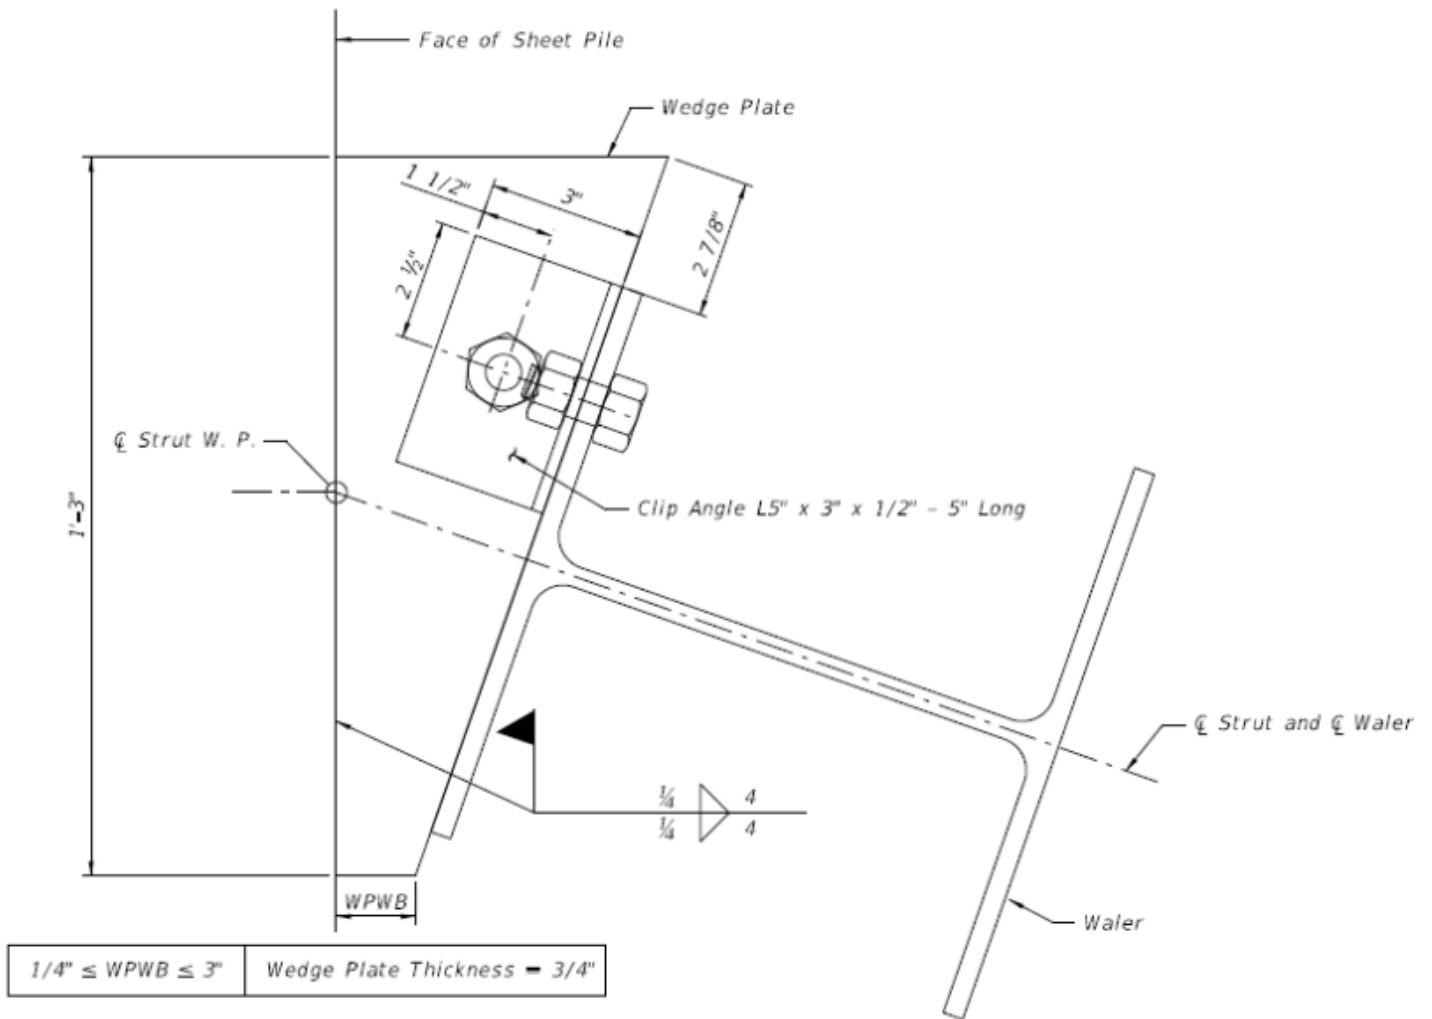 Face of Sheet Pile
Wedge Plate
1 1/2"
3"
2 7/8"
2 ½"
℄ Strut W. P.
1'-3"
Clip Angle L5" x 3" x 1/2" - 5" Long
℄ Strut and ℄ Waler
¼ 4
¼ 4
WPWB
Waler
1/4" ≤ WPWB ≤ 3" Wedge Plate Thickness = 3/4"